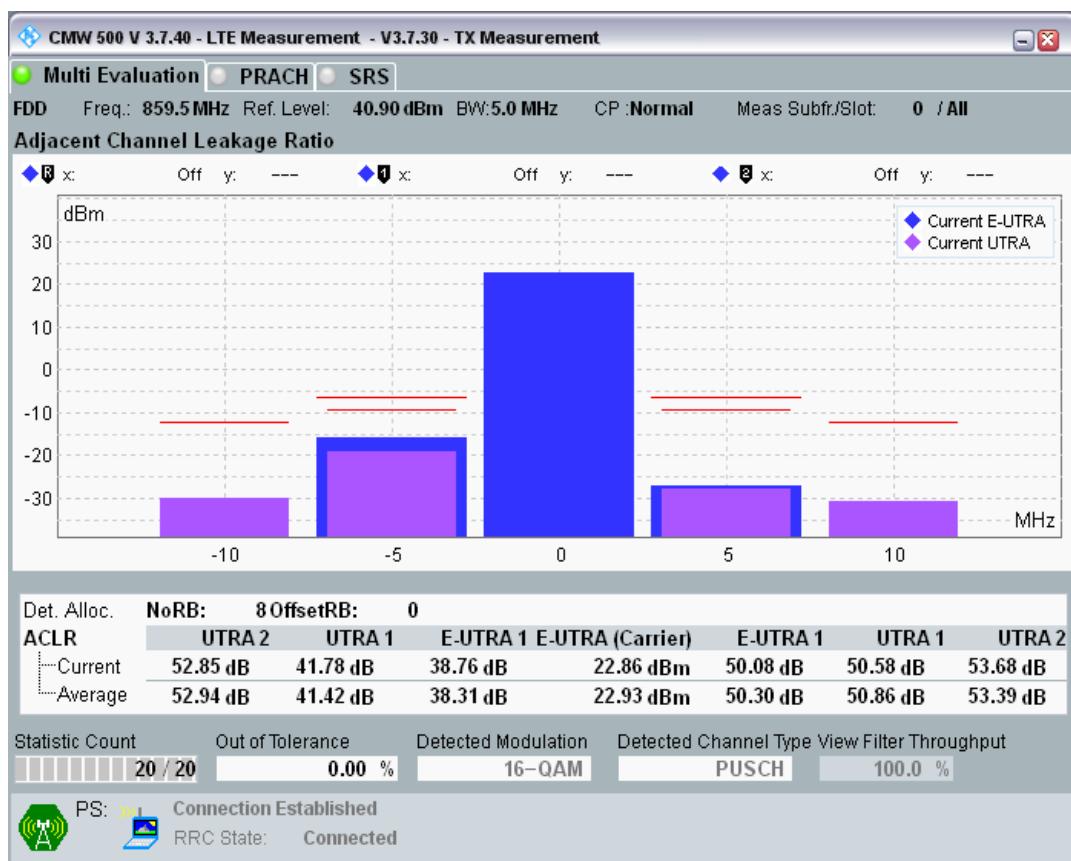 CMW 500 V 3.7.40 - LTE Measurement - V3.7.30 - TX Measurement
Multi Evaluation PRACH SRS
FDD Freq.: 859.5 MHz Ref. Level: 40.90 dBm BW:5.0 MHz CP :Normal Meas Subfr./Slot: 0 / All
Adjacent Channel Leakage Ratio
R x: Off y: --- 1 x: Off y: --- 2 x: Off y: ---
dBm
Current E-UTRA
Current UTRA
30
20
10
0
-10
-20
-30
MHz
-10 -5 0 5 10
Det. Alloc. NoRB: 8 OffsetRB: 0
ACLR UTRA 2 UTRA 1 E-UTRA 1 E-UTRA (Carrier) E-UTRA 1 UTRA 1 UTRA 2
Current 52.85 dB 41.78 dB 38.76 dB 22.86 dBm 50.08 dB 50.58 dB 53.68 dB
Average 52.94 dB 41.42 dB 38.31 dB 22.93 dBm 50.30 dB 50.86 dB 53.39 dB
Statistic Count Out of Tolerance Detected Modulation Detected Channel Type View Filter Throughput
20 / 20 0.00 % 16-QAM PUSCH 100.0 %
PS: Connection Established
RRC State: Connected